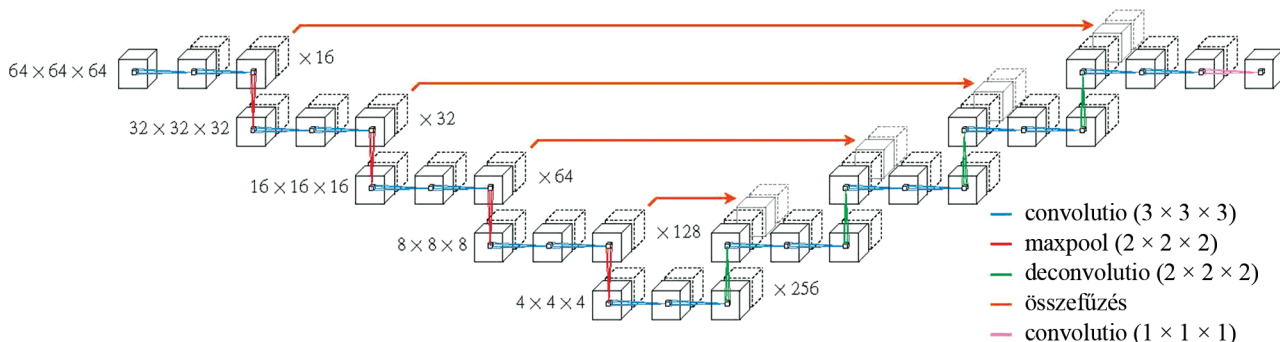 × 16
64 × 64 × 64
× 32
32 × 32 × 32
× 64
16 × 16 × 16
× 128
8 × 8 × 8
× 256
4 × 4 × 4
convolutio (3 × 3 × 3)
maxpool (2 × 2 × 2)
deconvolutio (2 × 2 × 2)
összefűzés
convolutio (1 × 1 × 1)